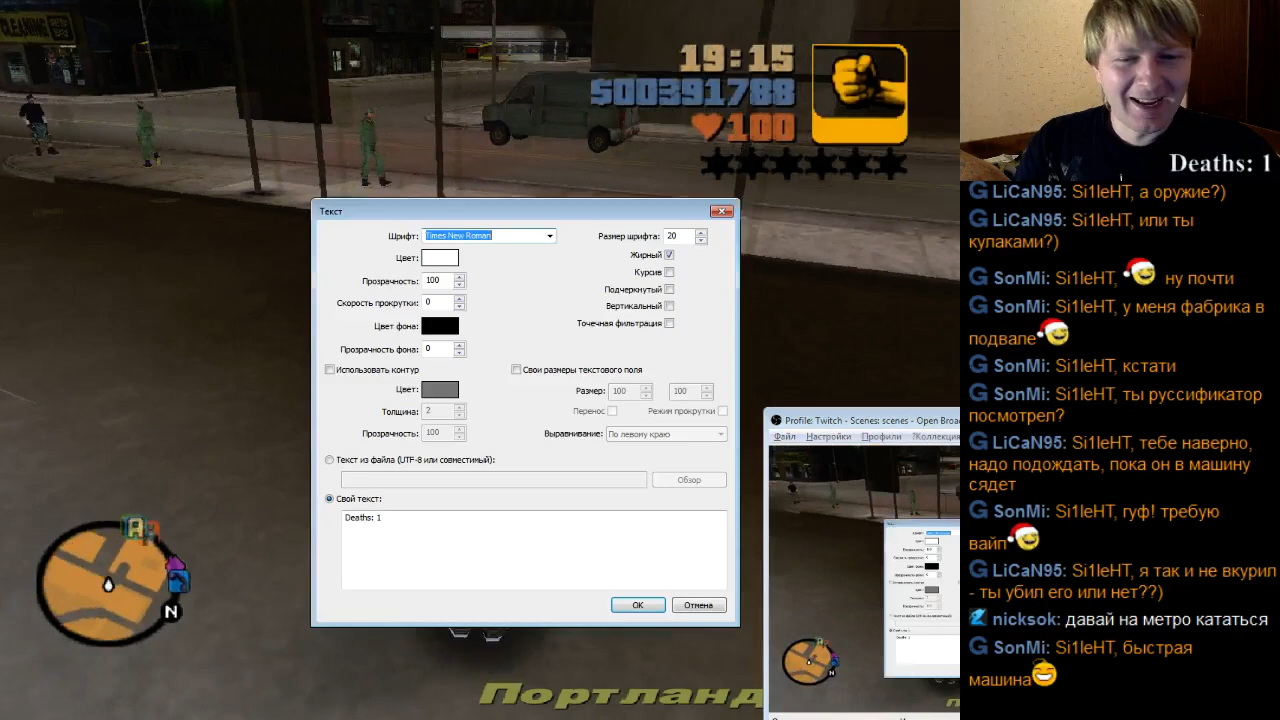 CLEANING
19:15
$00391788
100
Deaths: 1
Текст
Шрифт: Times New Roman
Размер шрифта: 20
Цвет:
Жирный
Прозрачность: 100
Курсив
Подчеркнутый
Скорость прокрутки: 0
Вертикальный
Цвет фона:
Точечная фильтрация
Прозрачность фона: 0
Использовать контур
Свои размеры текстового поля
Цвет:
Размер: 100 100
Толщина: 2
Перенос
Режим прокрутки
Прозрачность: 100
Выравнивание: По левому краю
Текст из файла (UTF-8 или совместимый):
Обзор
Свой текст:
Deaths: 1
OK
Отмена
Profile: Twitch - Scenes: scenes - Open Broad
Файл Настройки Профили !Коллекция
N
Портланд
G LiCaN95: Si1leHT, а оружие?)
G LiCaN95: Si1leHT, или ты
кулаками?)
G SonMi: Si1leHT, ну почти
G SonMi: Si1leHT, у меня фабрика в
подвале
G SonMi: Si1leHT, кстати
G SonMi: Si1leHT, ты руссификатор
посмотрел?
G LiCaN95: Si1leHT, тебе наверно,
надо подождать, пока он в машину
сядет
G SonMi: Si1leHT, гуф! требую
вайп
G LiCaN95: Si1leHT, я так и не вкурил
- ты убил его или нет??)
nicksok: давай на метро кататься
G SonMi: Si1leHT, быстрая
машина